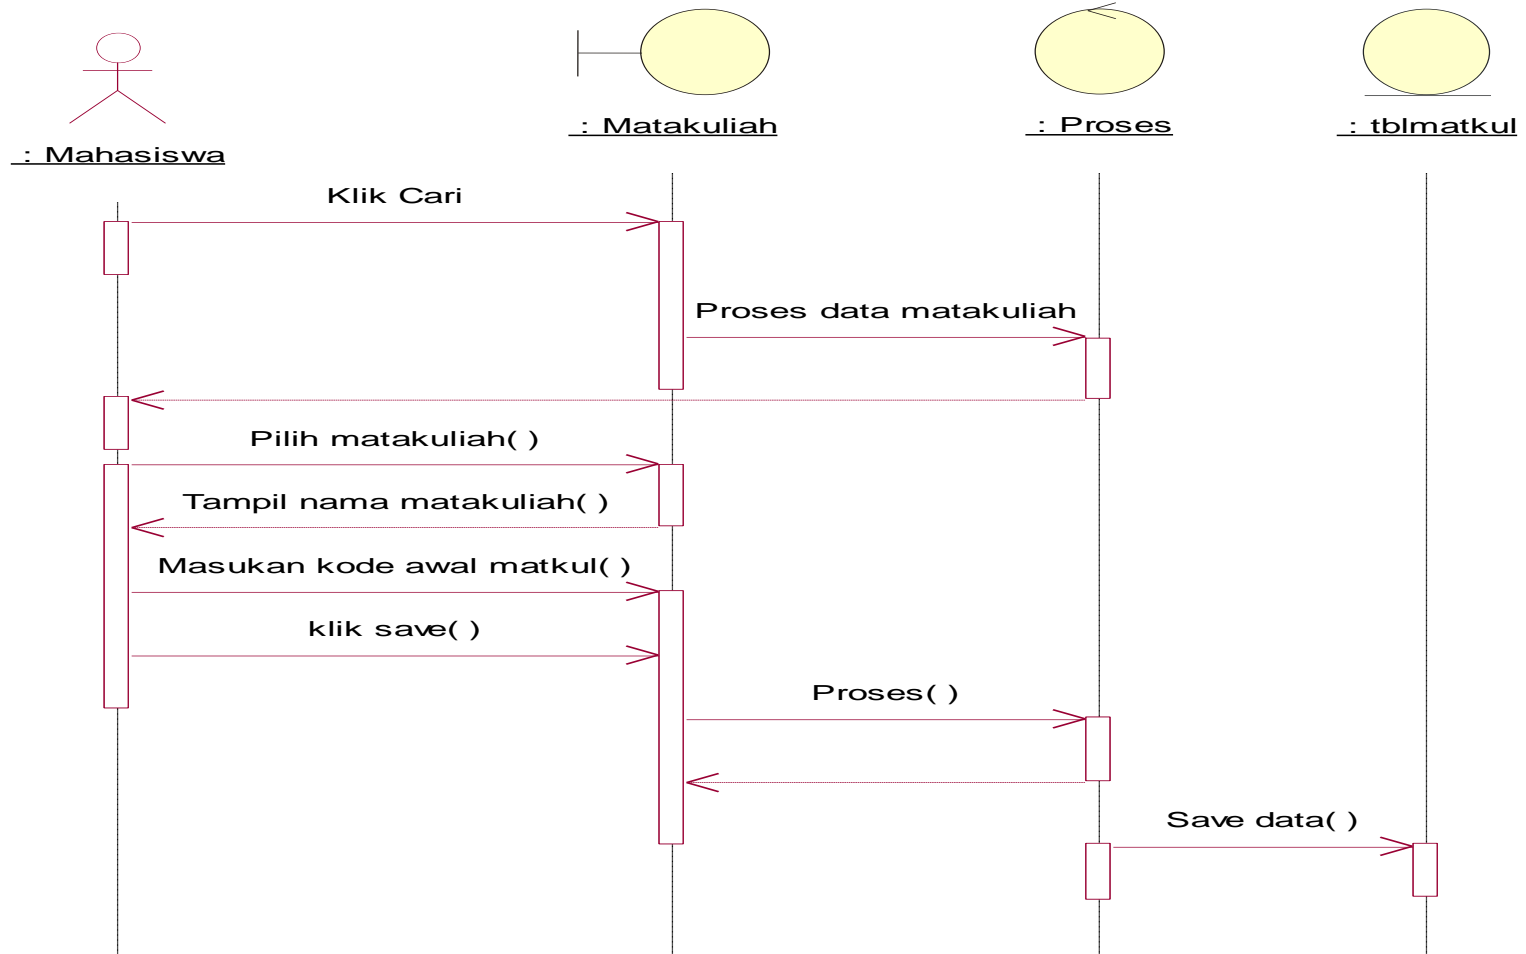 : Mahasiswa
: Matakuliah
: Proses
: tblmatkul
Klik Cari
Proses data matakuliah
Pilih matakuliah( )
Tampil nama matakuliah( )
Masukan kode awal matkul( )
klik save( )
Proses( )
Save data( )